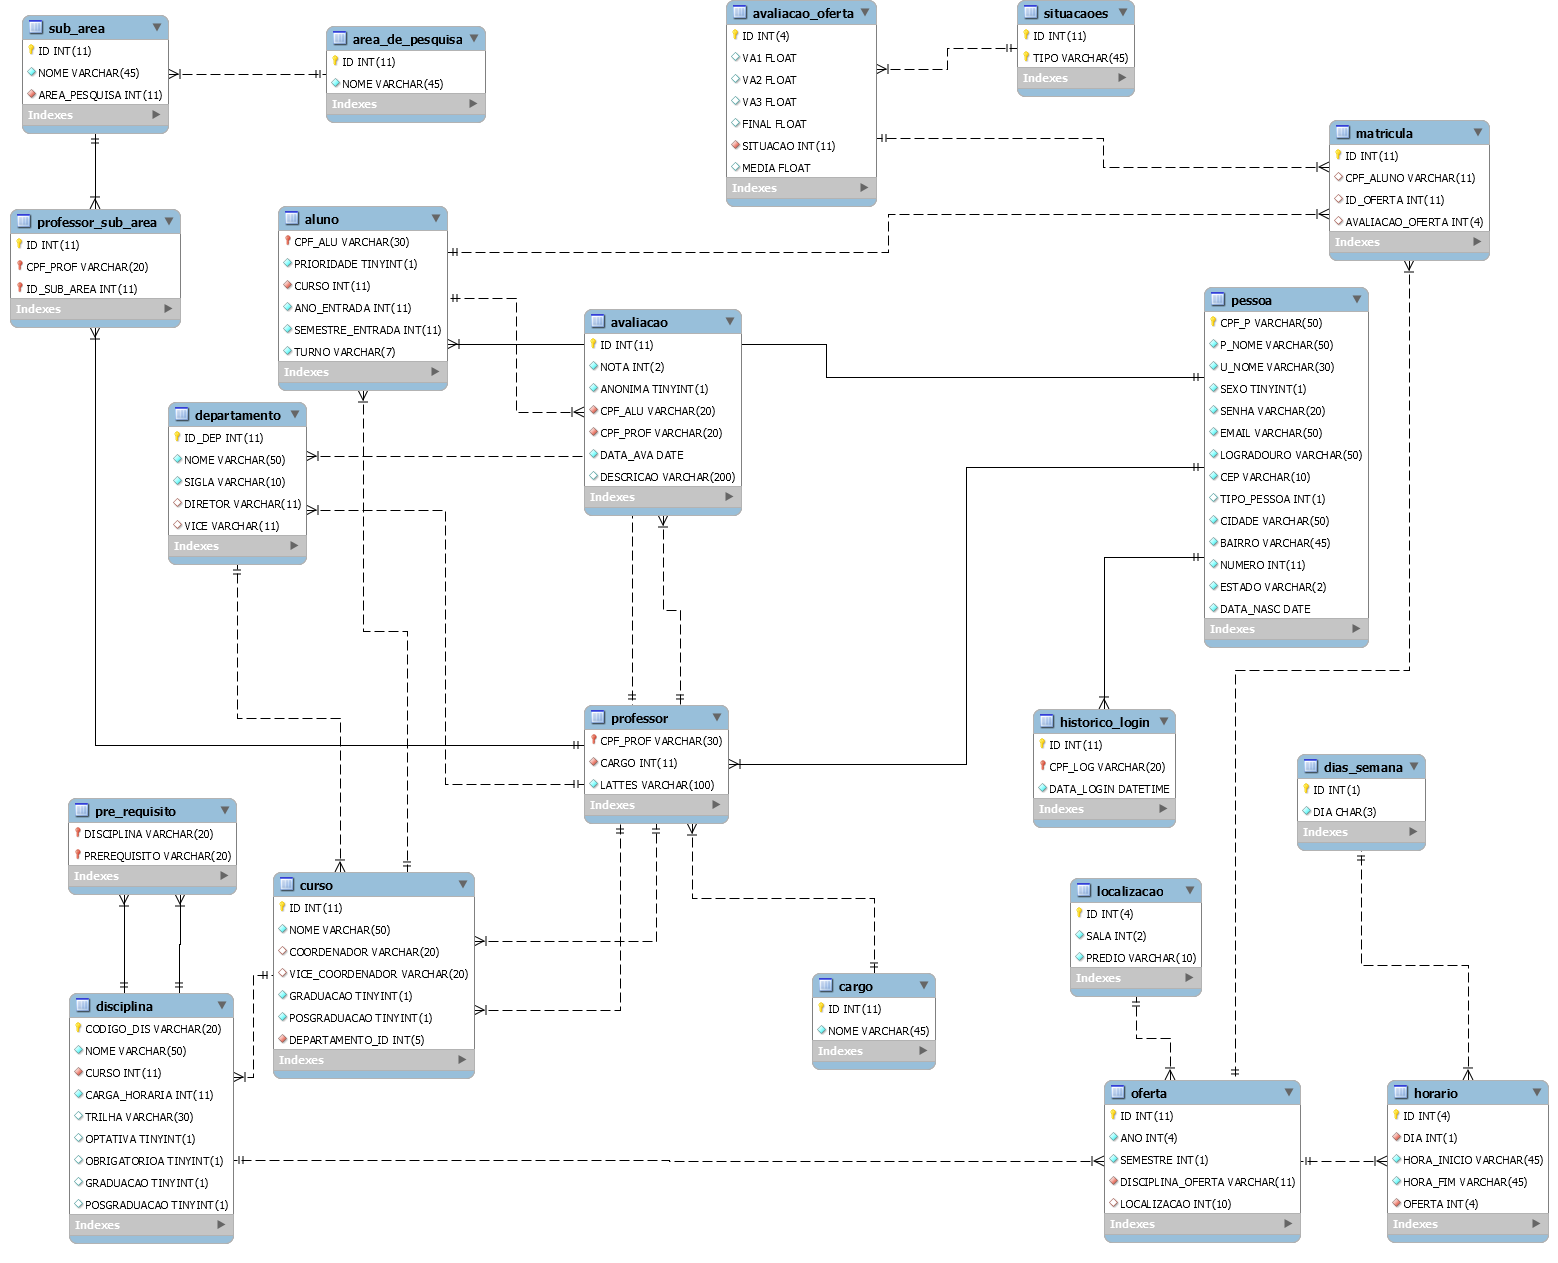 sub_area
ID INT(11)
NOME VARCHAR(45)
AREA_PESQUISA INT(11)
Indexes
area_de_pesquisa
ID INT(11)
NOME VARCHAR(45)
Indexes
avaliacao_oferta
ID INT(4)
VA1 FLOAT
VA2 FLOAT
VA3 FLOAT
FINAL FLOAT
SITUACAO INT(11)
MEDIA FLOAT
Indexes
situacaoes
ID INT(11)
TIPO VARCHAR(45)
Indexes
matricula
ID INT(11)
CPF_ALUNO VARCHAR(11)
ID_OFERTA INT(11)
AVALIACAO_OFERTA INT(4)
Indexes
professor_sub_area
ID INT(11)
CPF_PROF VARCHAR(20)
ID_SUB_AREA INT(11)
Indexes
aluno
CPF_ALU VARCHAR(30)
PRIORIDADE TINYINT(1)
CURSO INT(11)
ANO_ENTRADA INT(11)
SEMESTRE_ENTRADA INT(11)
TURNO VARCHAR(7)
Indexes
avaliacao
ID INT(11)
NOTA INT(2)
ANONIMA TINYINT(1)
CPF_ALU VARCHAR(20)
CPF_PROF VARCHAR(20)
DATA_AVA DATE
DESCRICAO VARCHAR(200)
Indexes
pessoa
CPF_P VARCHAR(50)
P_NOME VARCHAR(50)
U_NOME VARCHAR(30)
SEXO TINYINT(1)
SENHA VARCHAR(20)
EMAIL VARCHAR(50)
LOGRADOURO VARCHAR(50)
CEP VARCHAR(10)
TIPO_PESSOA INT(1)
CIDADE VARCHAR(50)
BAIRRO VARCHAR(45)
NUMERO INT(11)
ESTADO VARCHAR(2)
DATA_NASC DATE
Indexes
departamento
ID_DEP INT(11)
NOME VARCHAR(50)
SIGLA VARCHAR(10)
DIRETOR VARCHAR(11)
VICE VARCHAR(11)
Indexes
professor
CPF_PROF VARCHAR(30)
CARGO INT(11)
LATTES VARCHAR(100)
Indexes
historico_login
ID INT(11)
CPF_LOG VARCHAR(20)
DATA_LOGIN DATETIME
Indexes
dias_semana
ID INT(1)
DIA CHAR(3)
Indexes
pre_requisito
DISCIPLINA VARCHAR(20)
PREREQUISITO VARCHAR(20)
Indexes
curso
ID INT(11)
NOME VARCHAR(50)
COORDENADOR VARCHAR(20)
VICE_COORDENADOR VARCHAR(20)
GRADUACAO TINYINT(1)
POSGRADUACAO TINYINT(1)
DEPARTAMENTO_ID INT(5)
Indexes
localizacao
ID INT(4)
SALA INT(2)
PREDIO VARCHAR(10)
Indexes
cargo
ID INT(11)
NOME VARCHAR(45)
Indexes
disciplina
CODIGO_DIS VARCHAR(20)
NOME VARCHAR(50)
CURSO INT(11)
CARGA_HORARIA INT(11)
TRILHA VARCHAR(30)
OPTATIVA TINYINT(1)
OBRIGATORIOA TINYINT(1)
GRADUACAO TINYINT(1)
POSGRADUACAO TINYINT(1)
Indexes
oferta
ID INT(11)
ANO INT(4)
SEMESTRE INT(1)
DISCIPLINA_OFERTA VARCHAR(11)
LOCALIZACAO INT(10)
Indexes
horario
ID INT(4)
DIA INT(1)
HORA_INICIO VARCHAR(45)
HORA_FIM VARCHAR(45)
OFERTA INT(4)
Indexes